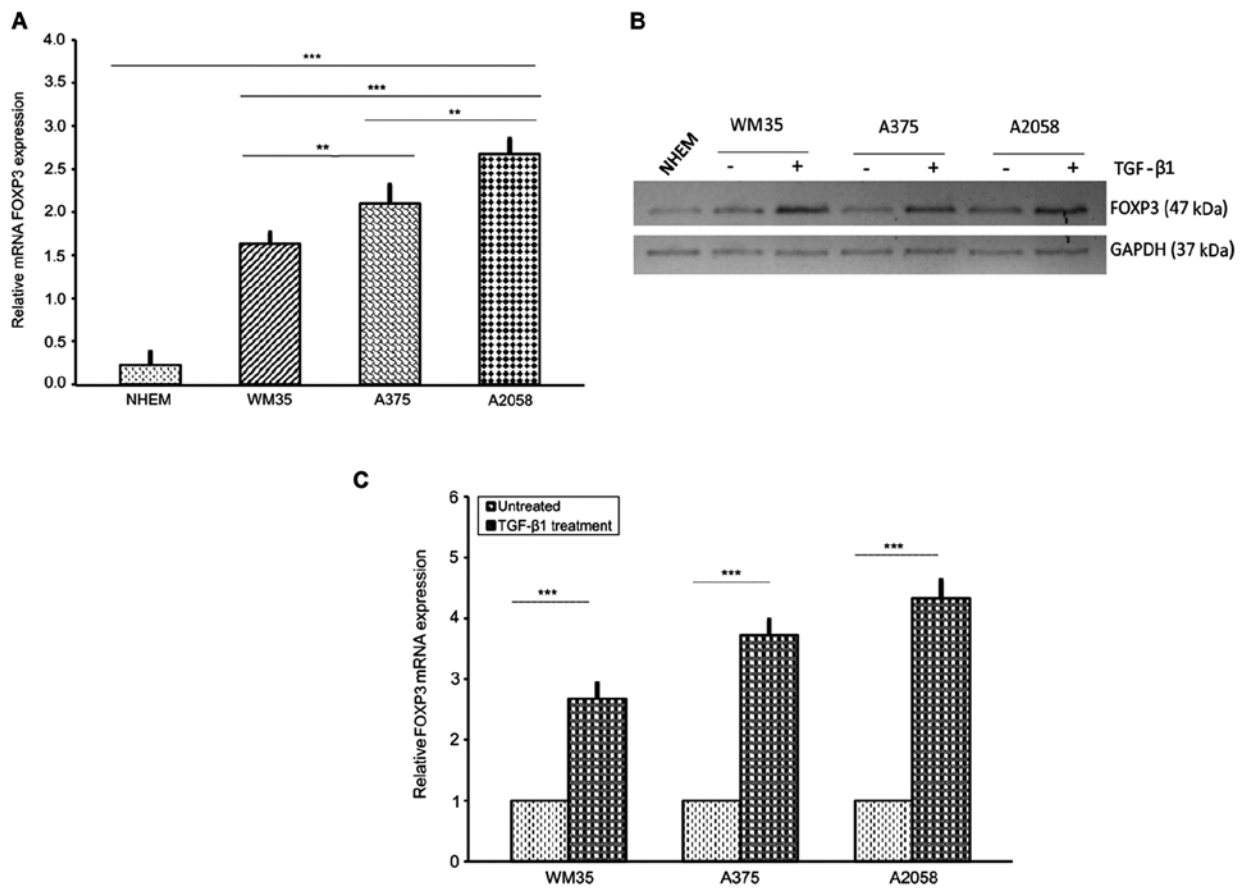 A
Relative mRNA FOXP3 expression
4.0
3.5
3.0
2.5
2.0
1.5
1.0
0.5
0.0
***
***
**
**
NHEM WM35 A375 A2058
B
NHEM WM35 A375 A2058
- + - + - + TGF-β1
FOXP3 (47 kDa)
GAPDH (37 kDa)
C
Relative FOXP3 mRNA expression
6
5
4
3
2
1
0
Untreated
TGF-β1 treatment
***
***
***
WM35 A375 A2058